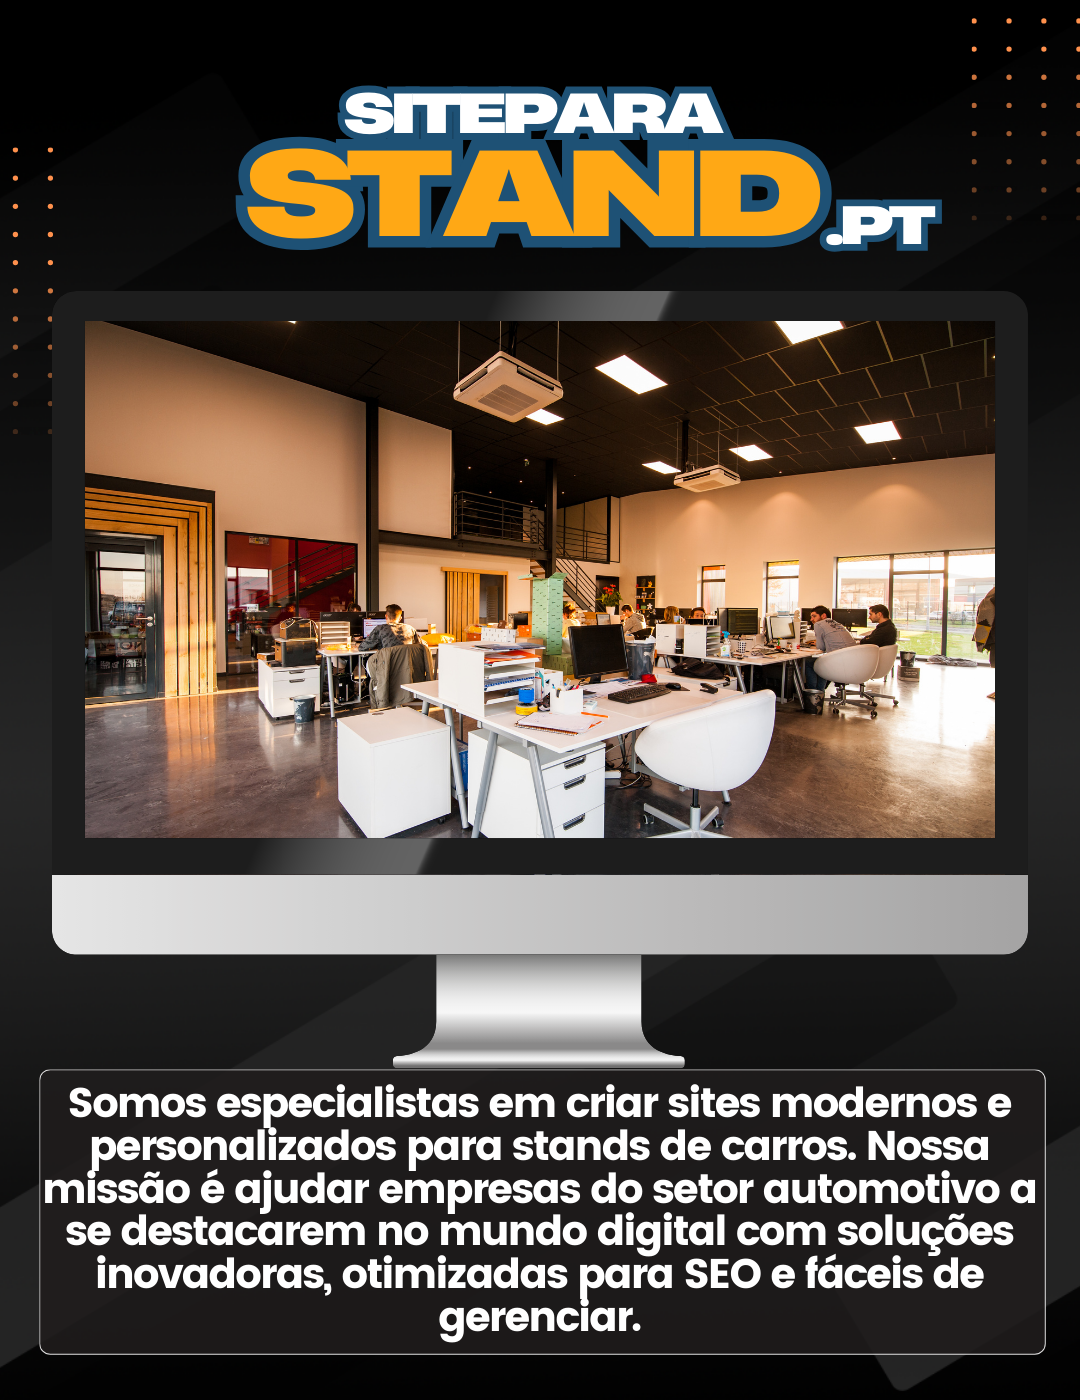 SITEPARA
STAND
.PT
Somos especialistas em criar sites modernos e
personalizados para stands de carros. Nossa
missão é ajudar empresas do setor automotivo a
se destacarem no mundo digital com soluções
inovadoras, otimizadas para SEO e fáceis de
gerenciar.